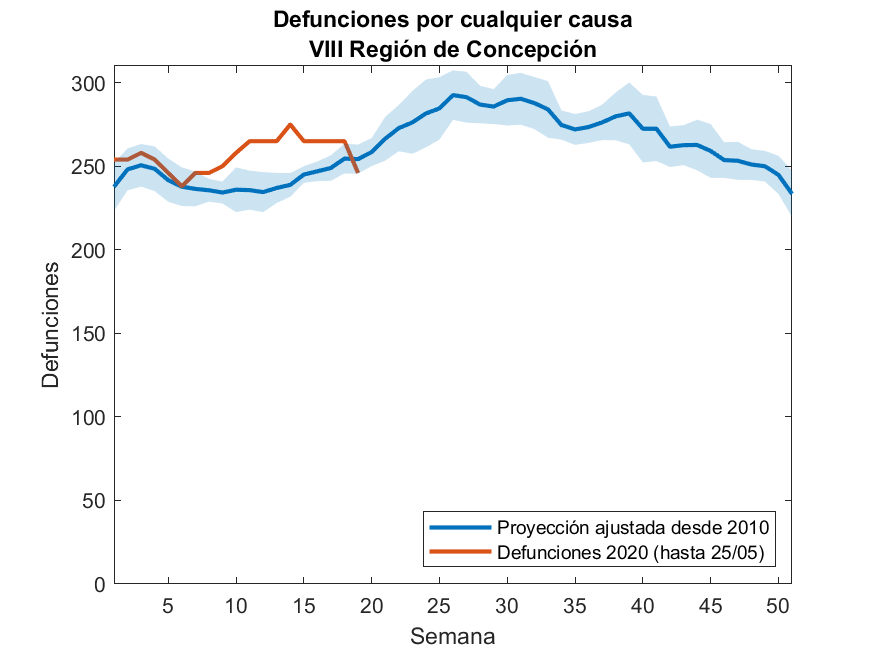 Defunciones por cualquier causa
VIII Región de Concepción
Defunciones
300
250
200
150
100
50
0
5 10 15 20 25 30 35 40 45 50
Semana
Proyección ajustada desde 2010
Defunciones 2020 (hasta 25/05)